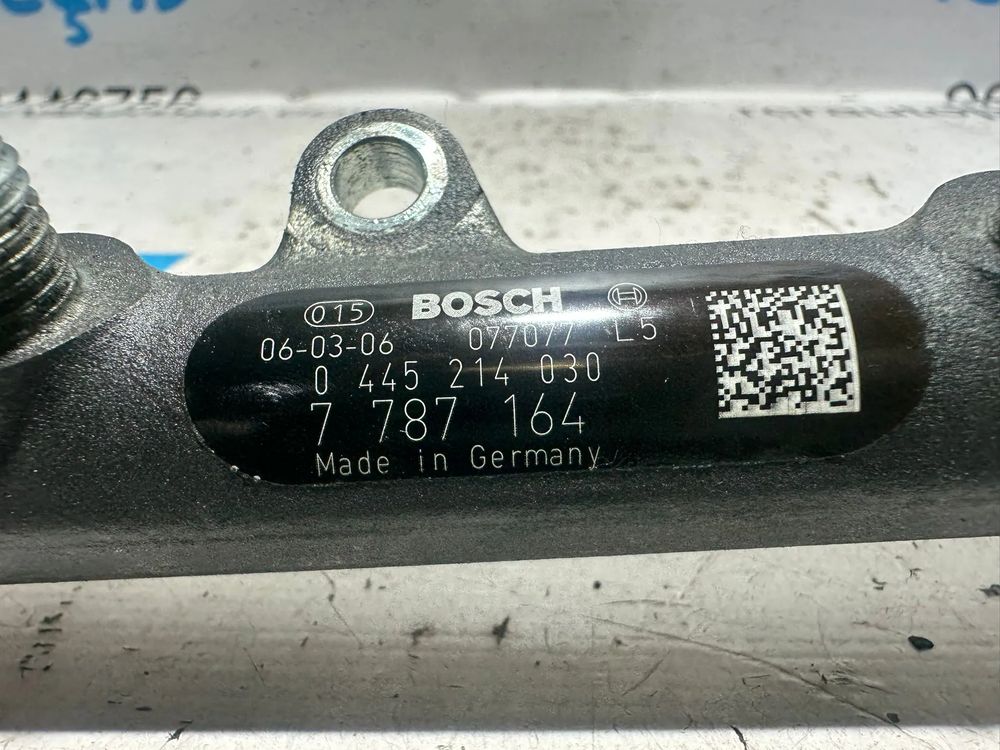 015 BOSCH
06-03-06 077077 L5
0 445 214 030
7 787 164
Made in Germany